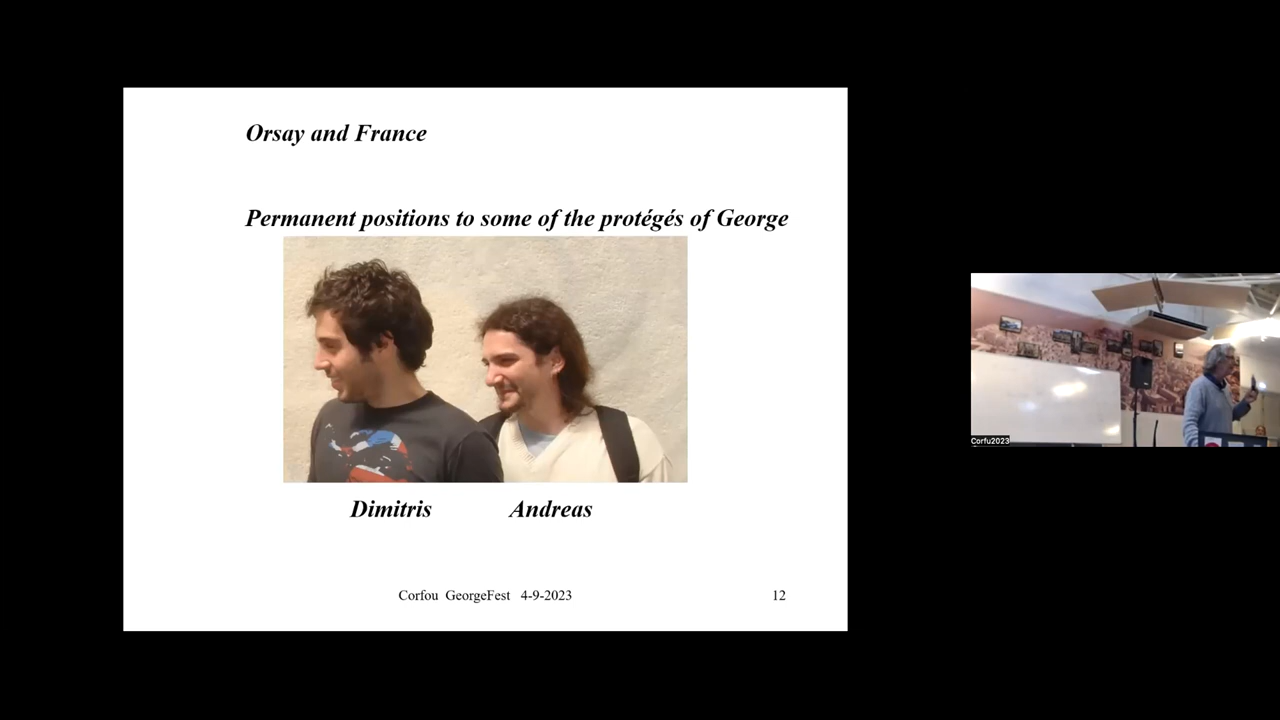 Orsay and France
Permanent positions to some of the protégés of George
Dimitris Andreas
Corfou GeorgeFest 4-9-2023 12
Corfu2023